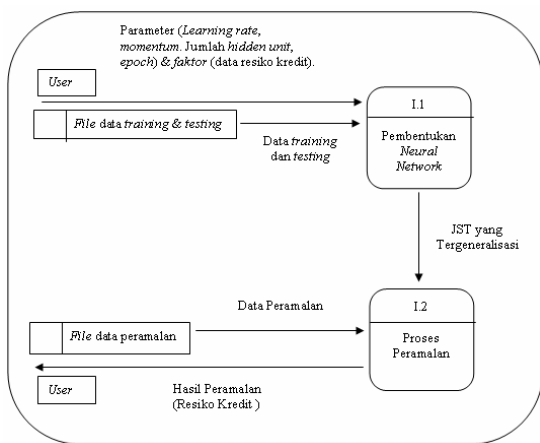 Parameter (Learning rate,
momentum. Jumlah hidden unit,
epoch) & faktor (data resiko kredit).
User
File data training & testing
Data training
dan testing
I.1
Pembentukan
Neural
Network
JST yang
Tergeneralisasi
Data Peramalan
File data peramalan
I.2
Proses
Peramalan
User
Hasil Peramalan
(Resiko Kredit )